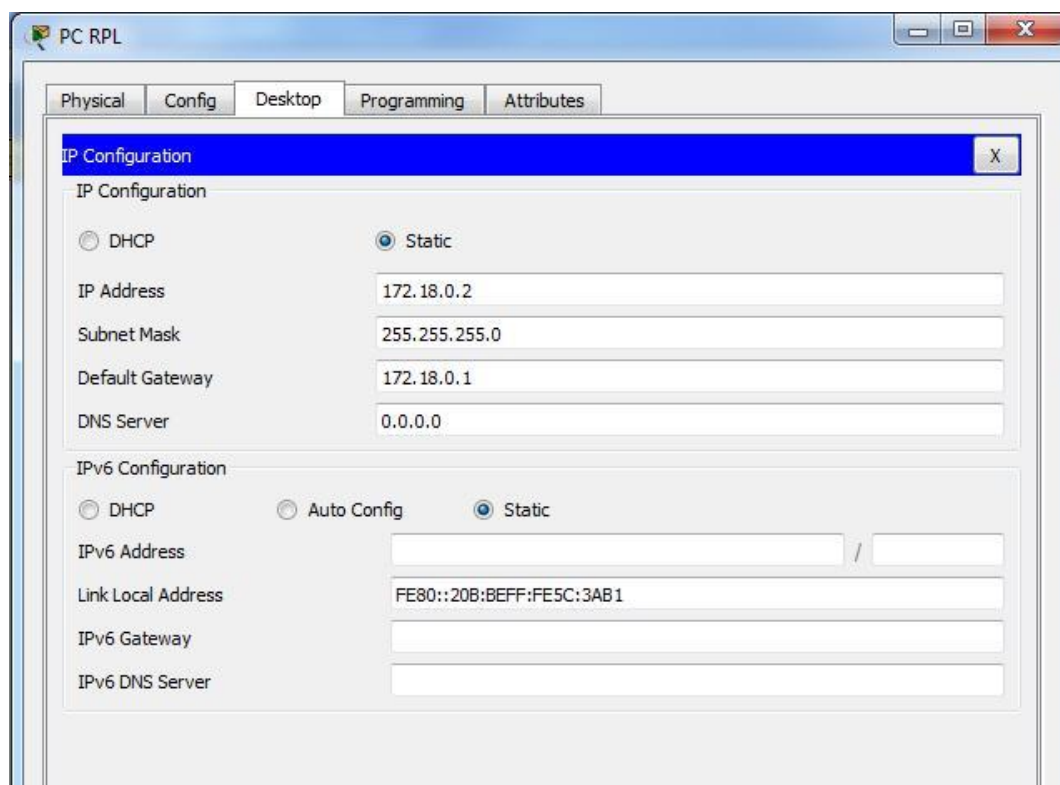 PC RPL
Physical Config Desktop Programming Attributes
IP Configuration X
IP Configuration
DHCP Static
IP Address 172.18.0.2
Subnet Mask 255.255.255.0
Default Gateway 172.18.0.1
DNS Server 0.0.0.0
IPv6 Configuration
DHCP Auto Config Static
IPv6 Address /
Link Local Address FE80::20B:BEFF:FE5C:3AB1
IPv6 Gateway
IPv6 DNS Server